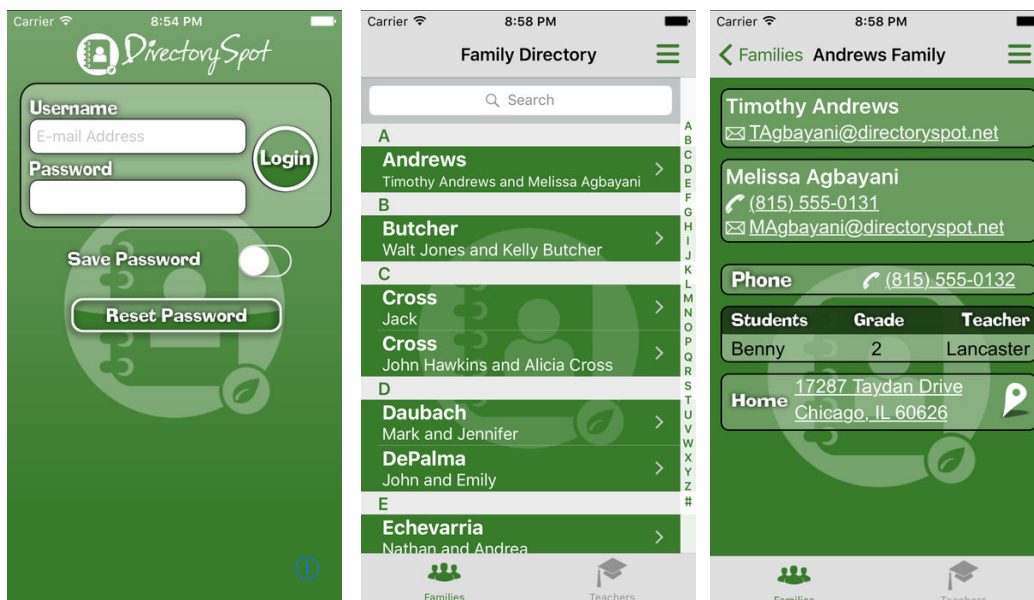 Carrier 8:54 PM
DirectorySpot
Username
E-mail Address
Password
Login
Save Password
Reset Password
Carrier 8:58 PM
Family Directory
Search
A
Andrews
Timothy Andrews and Melissa Agbayani
B
Butcher
Walt Jones and Kelly Butcher
C
Cross
Jack
Cross
John Hawkins and Alicia Cross
D
Daubach
Mark and Jennifer
DePalma
John and Emily
E
Echevarria
Nathan and Andrea
A
B
C
D
E
F
G
H
I
J
K
L
M
N
O
P
Q
R
S
T
U
V
W
X
Y
Z
#
Families Teachers
Carrier 8:58 PM
Families Andrews Family
Timothy Andrews
TAgbayani@directoryspot.net
Melissa Agbayani
(815) 555-0131
MAgbayani@directoryspot.net
Phone (815) 555-0132
Students Grade Teacher
Benny 2 Lancaster
Home 17287 Taydan Drive
Chicago, IL 60626
Families Teachers